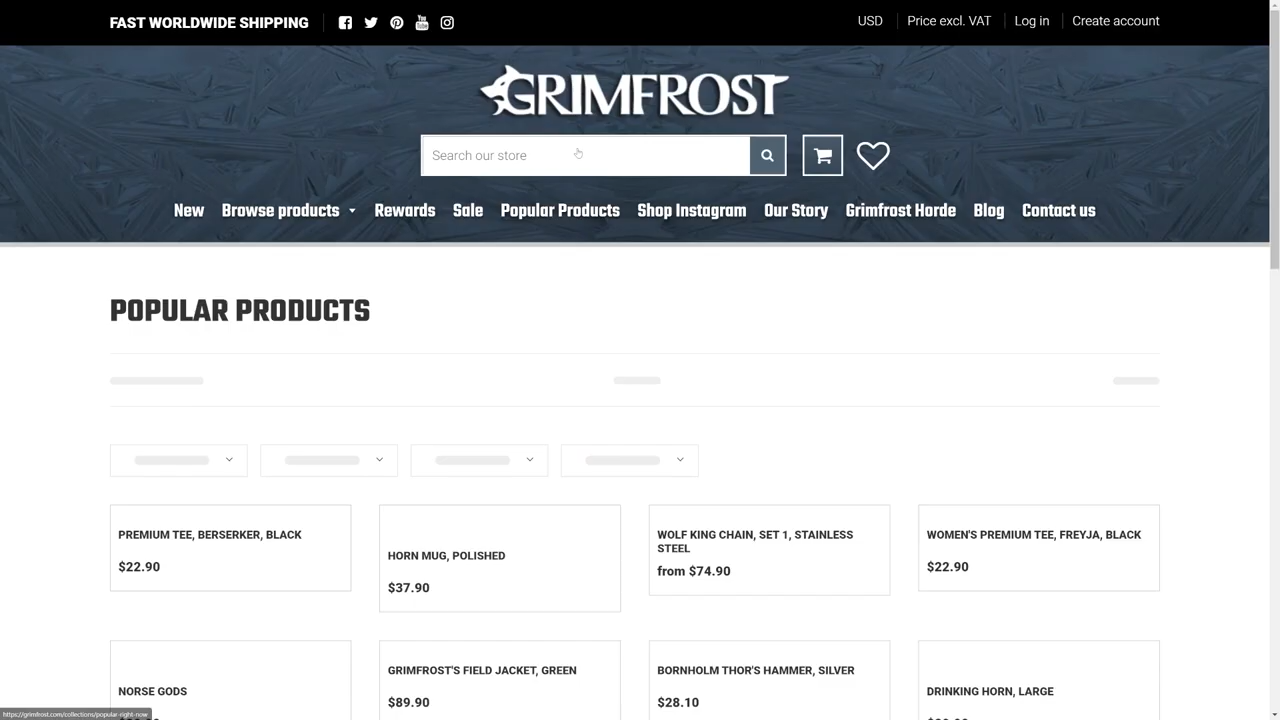 FAST WORLDWIDE SHIPPING
USD
Price excl. VAT
Log in
Create account
GRIMFROST
Search our store
New
Browse products
Rewards
Sale
Popular Products
Shop Instagram
Our Story
Grimfrost Horde
Blog
Contact us
POPULAR PRODUCTS
PREMIUM TEE, BERSERKER, BLACK
$22.90
HORN MUG, POLISHED
$37.90
WOLF KING CHAIN, SET 1, STAINLESS
STEEL
from $74.90
WOMEN'S PREMIUM TEE, FREYJA, BLACK
$22.90
NORSE GODS
GRIMFROST'S FIELD JACKET, GREEN
$89.90
BORNHOLM THOR'S HAMMER, SILVER
$28.10
DRINKING HORN, LARGE
https://grimfrost.com/collections/popular-right-now